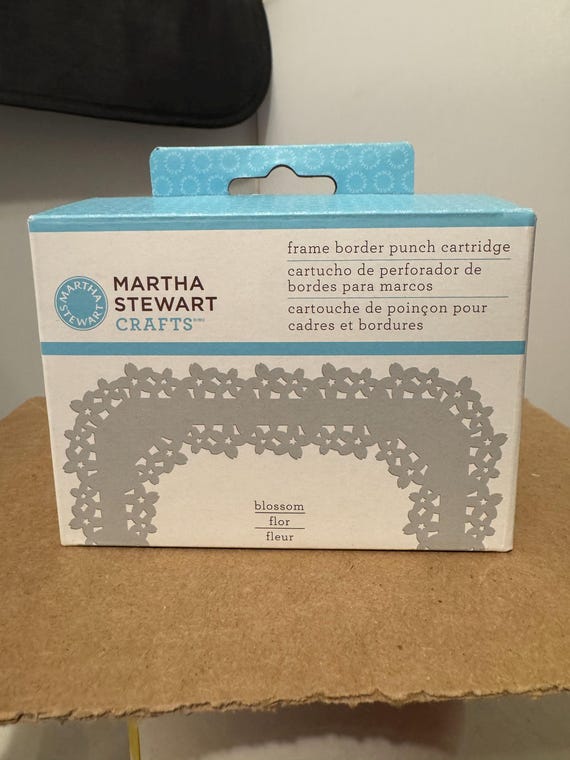 MARTHA STEWART
MARTHA
STEWART
CRAFTS
frame border punch cartridge
cartucho de perforador de
bordes para marcos
cartouche de poinçon pour
cadres et bordures
blossom
flor
fleur